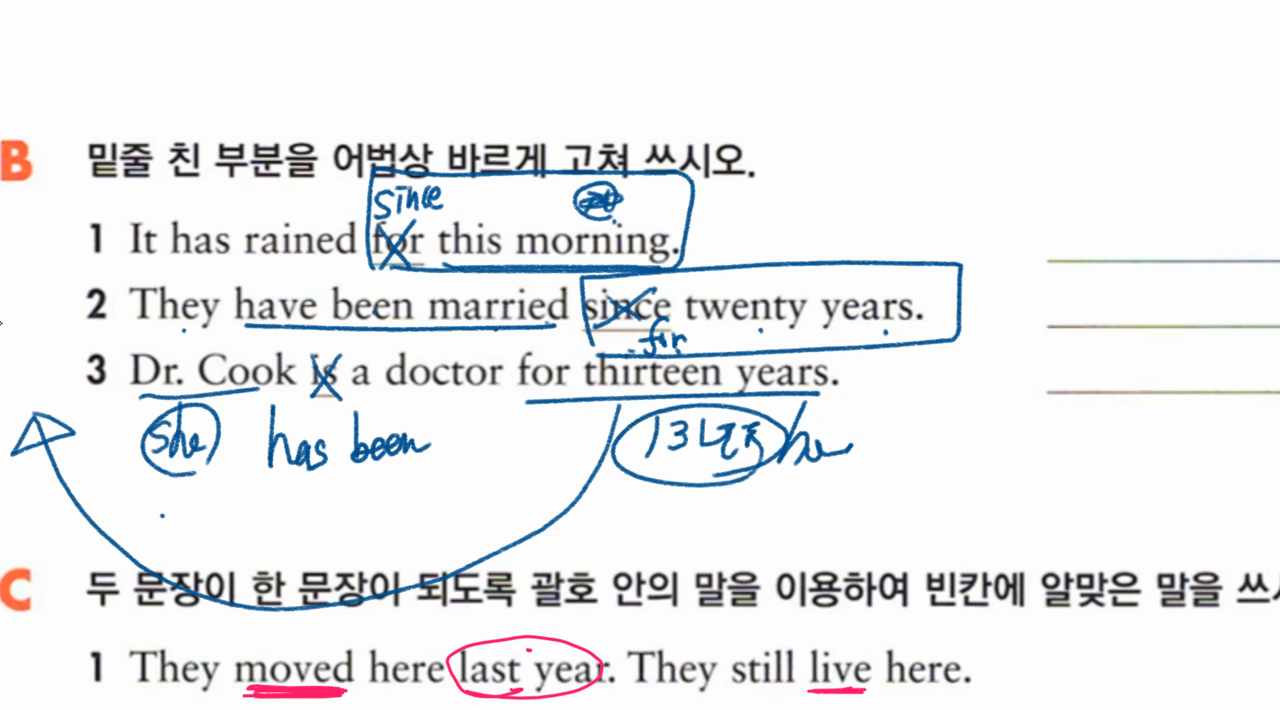 B 밑줄 친 부분을 어법상 바르게 고쳐 쓰시오.
since
1 It has rained for this morning.
2 They have been married since twenty years.
for
3 Dr. Cook is a doctor for thirteen years.
she has been 13년
C 두 문장이 한 문장이 되도록 괄호 안의 말을 이용하여 빈칸에 알맞은 말을 쓰시
1 They moved here last year. They still live here.